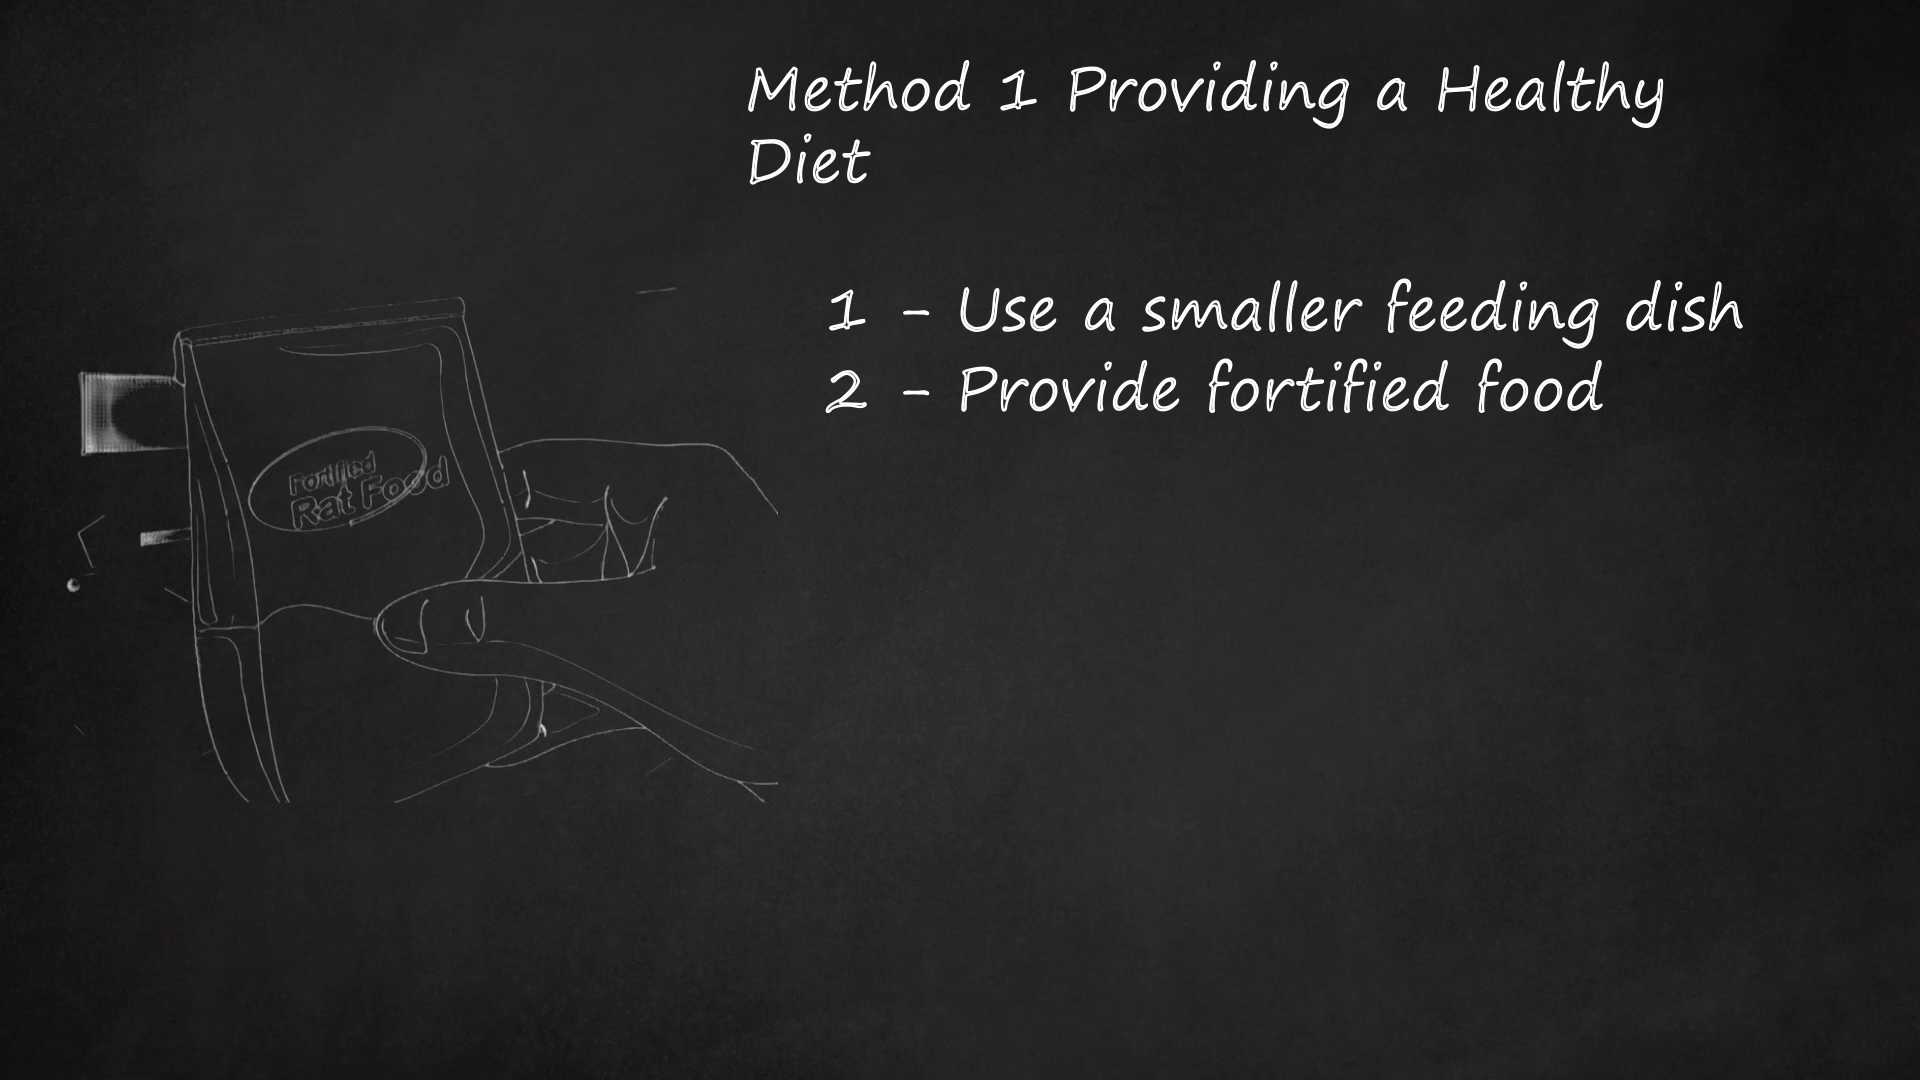 Method 1 Providing a Healthy
Diet
1 - Use a smaller feeding dish
2 - Provide fortified food
Fortified
Rat Food